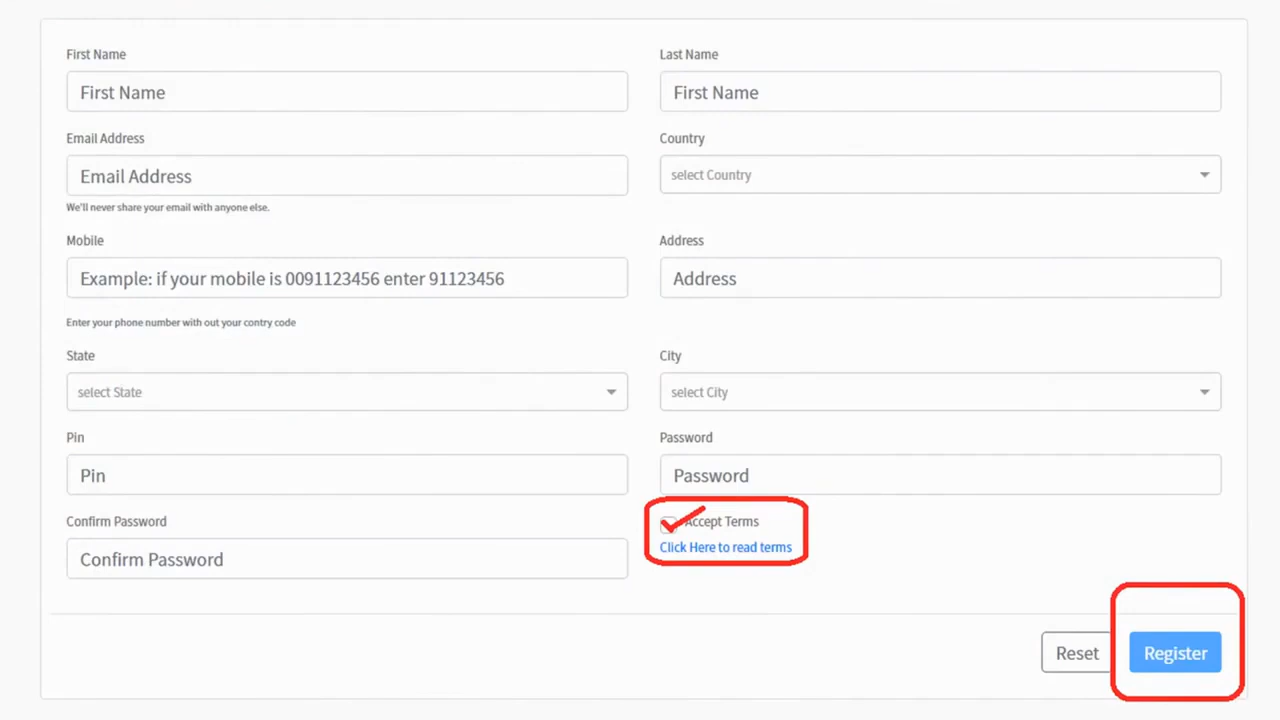 First Name
Last Name
First Name
First Name
Email Address
Country
Email Address
select Country
We'll never share your email with anyone else.
Mobile
Address
Example: if your mobile is 0091123456 enter 91123456
Address
Enter your phone number with out your contry code
State
City
select State
select City
Pin
Password
Pin
Password
Confirm Password
Accept Terms
Click Here to read terms
Confirm Password
Reset
Register